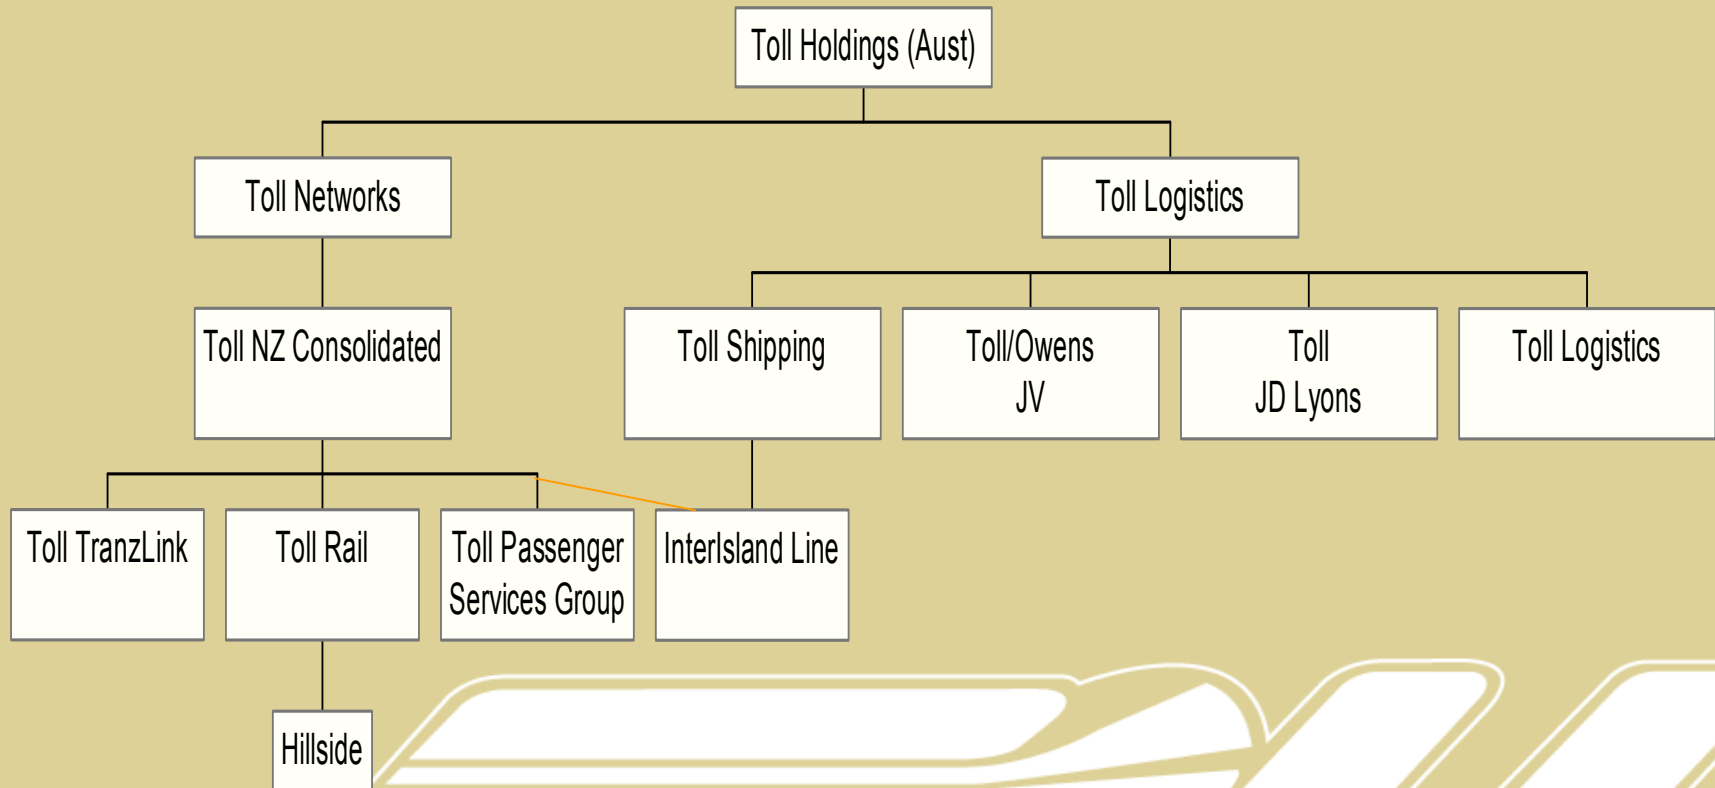 Toll Holdings (Aust)
Toll Networks
Toll Logistics
Toll NZ Consolidated
Toll Shipping
Toll/Owens
JV
Toll
JD Lyons
Toll Logistics
Toll TranzLink
Toll Rail
Toll Passenger
Services Group
InterIsland Line
Hillside